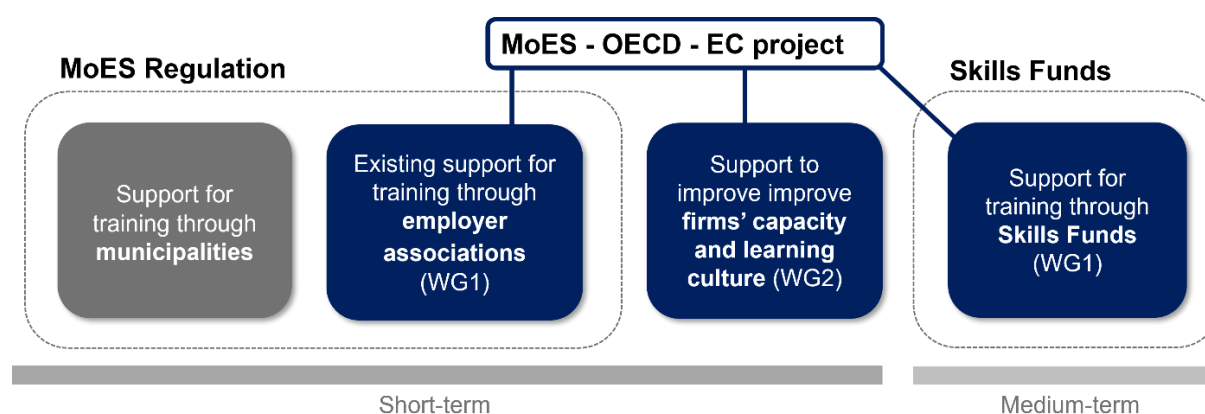 MoES - OECD - EC project
MoES Regulation
Skills Funds
Support for
training through
municipalities
Existing support for
training through
employer
associations
(WG1)
Support to
improve improve
firms’ capacity
and learning
culture (WG2)
Support for
training through
Skills Funds
(WG1)
Short-term
Medium-term